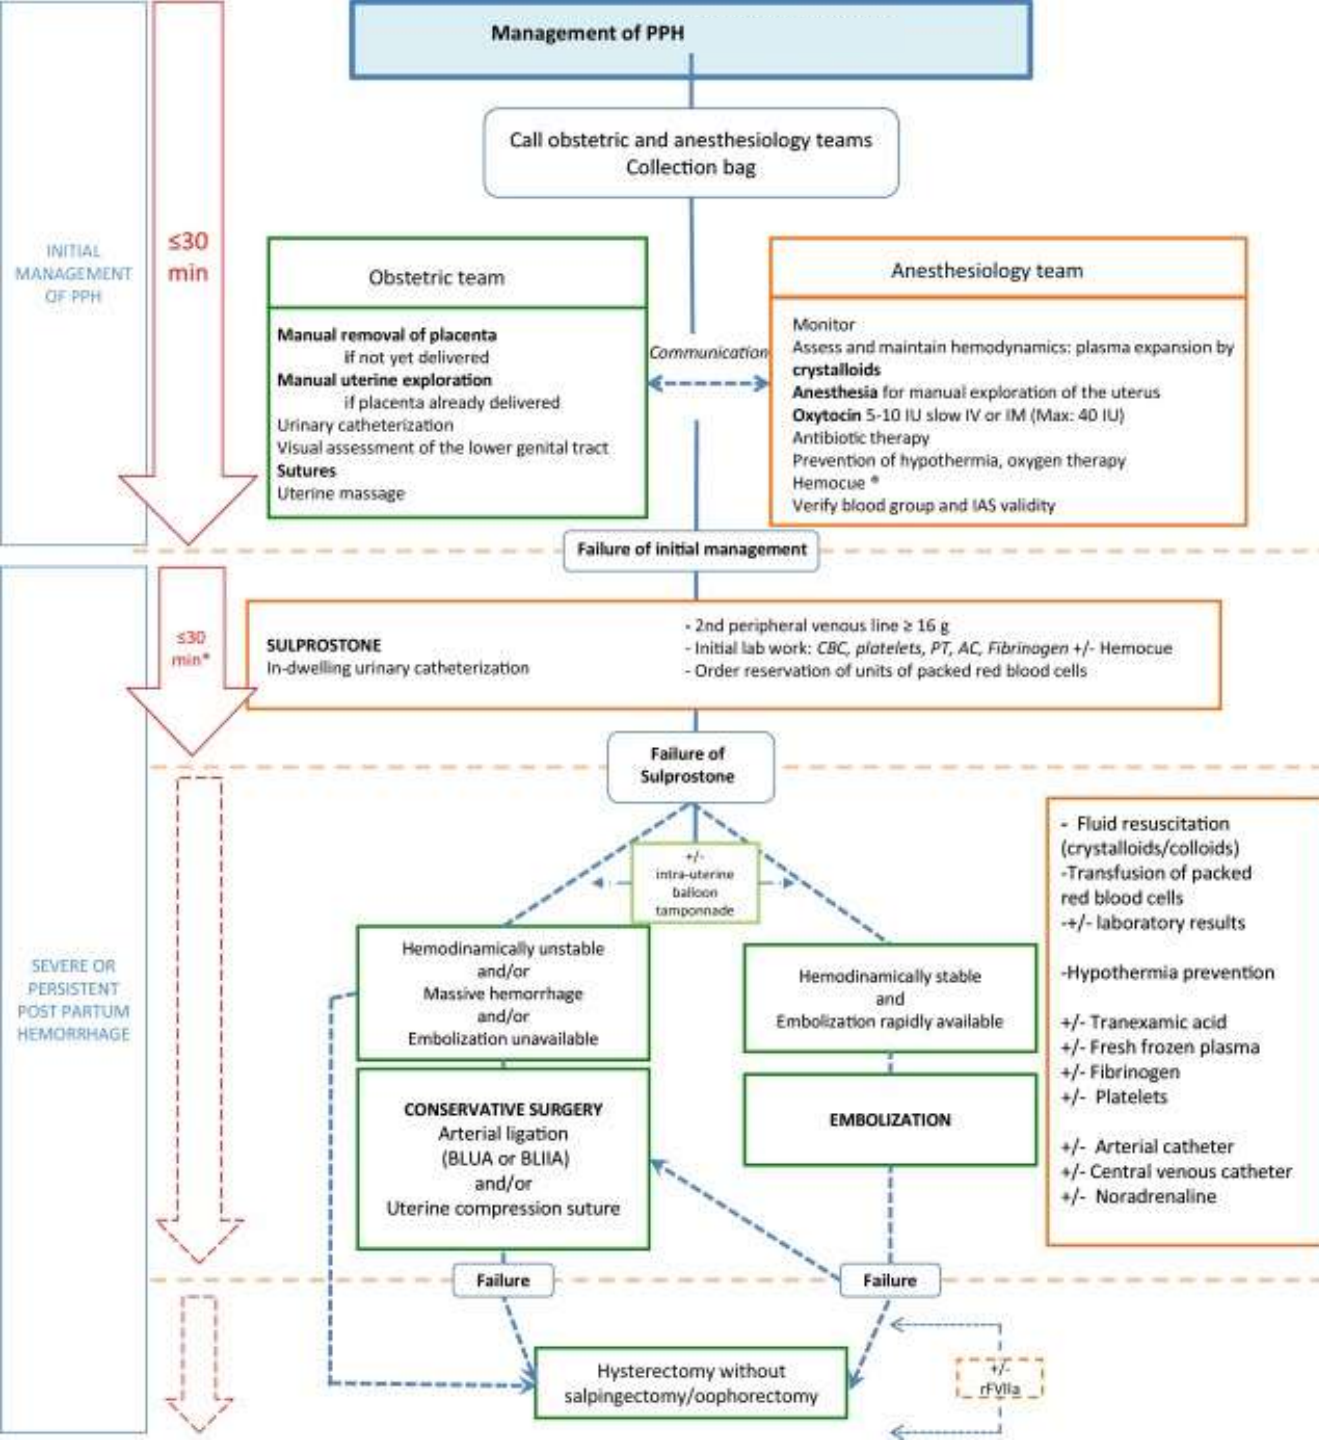 Management of PPH
Call obstetric and anesthesiology teams
Collection bag
INITIAL
MANAGEMENT
OF PPH
≤30
min
Obstetric team
Manual removal of placenta
if not yet delivered
Manual uterine exploration
if placenta already delivered
Urinary catheterization
Visual assessment of the lower genital tract
Sutures
Uterine massage
Communication
Anesthesiology team
Monitor
Assess and maintain hemodynamics: plasma expansion by
crystalloids
Anesthesia for manual exploration of the uterus
Oxytocin 5-10 IU slow IV or IM (Max: 40 IU)
Antibiotic therapy
Prevention of hypothermia, oxygen therapy
Hemocue ®
Verify blood group and IAS validity
Failure of initial management
≤30
min*
SULPROSTONE
In-dwelling urinary catheterization
- 2nd peripheral venous line ≥ 16 g
- Initial lab work: CBC, platelets, PT, AC, Fibrinogen +/- Hemocue
- Order reservation of units of packed red blood cells
Failure of
Sulprostone
+/-
intra-uterine
balloon
tamponnade
SEVERE OR
PERSISTENT
POST PARTUM
HEMORRHAGE
Hemodinamically unstable
and/or
Massive hemorrhage
and/or
Embolization unavailable
Hemodinamically stable
and
Embolization rapidly available
CONSERVATIVE SURGERY
Arterial ligation
(BLUA or BLIIA)
and/or
Uterine compression suture
EMBOLIZATION
- Fluid resuscitation
(crystalloids/colloids)
-Transfusion of packed
red blood cells
-+/- laboratory results
-Hypothermia prevention
+/- Tranexamic acid
+/- Fresh frozen plasma
+/- Fibrinogen
+/- Platelets
+/- Arterial catheter
+/- Central venous catheter
+/- Noradrenaline
Failure
Failure
Hysterectomy without
salpingectomy/oophorectomy
+/-
rFVIIa